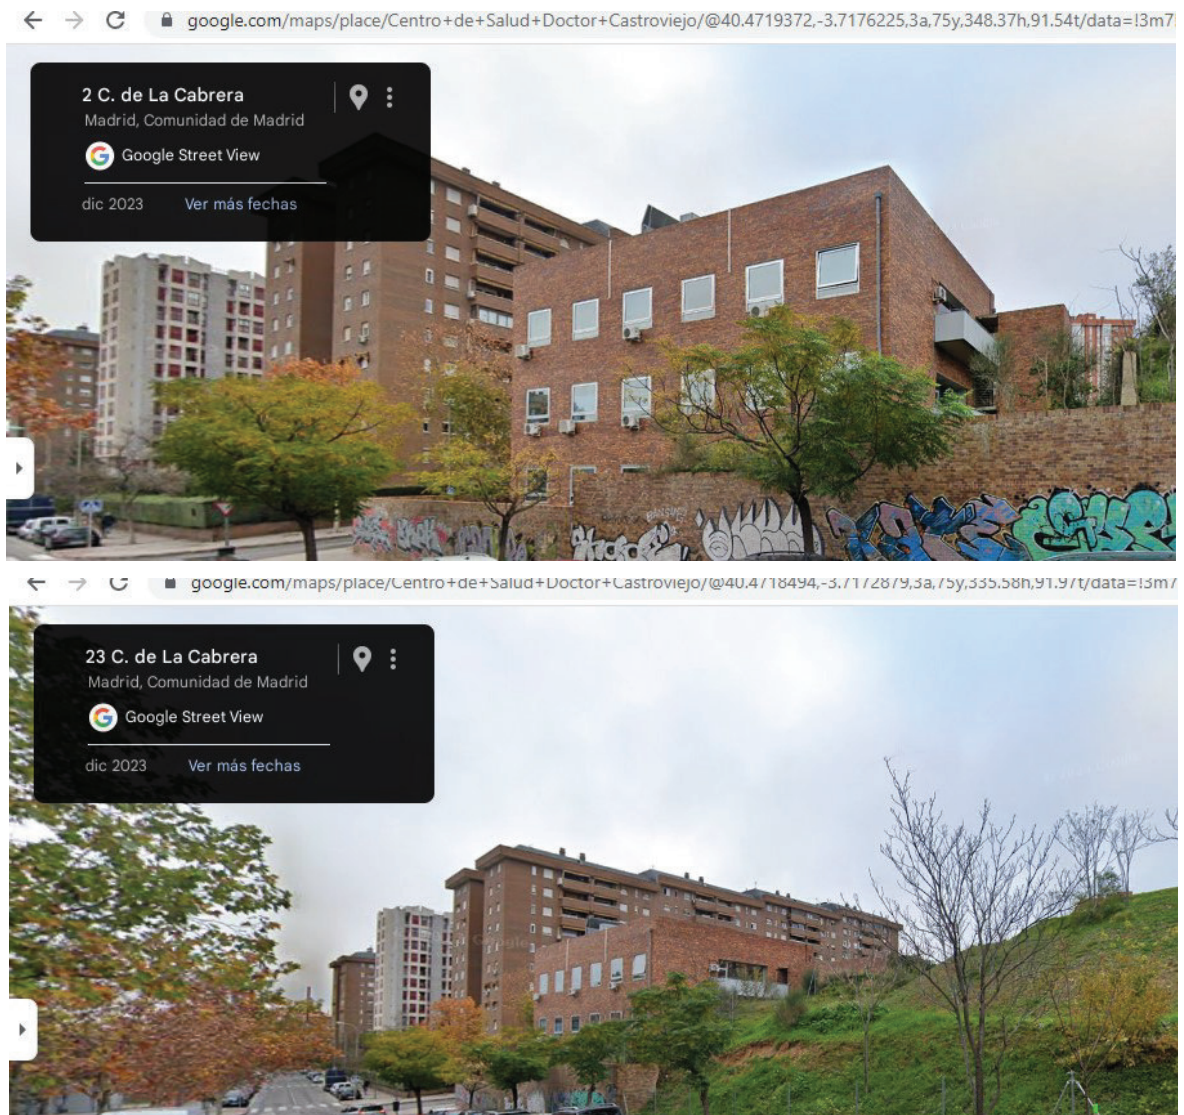 google.com/maps/place/Centro+de+Salud+Doctor+Castroviejo/@40.4719372,-3.7176225,3a,75y,348.37h,91.54t/data=!3m7
2 C. de La Cabrera
Madrid, Comunidad de Madrid
Google Street View
dic 2023 Ver más fechas
google.com/maps/place/Centro+de+Salud+Doctor+Castroviejo/@40.4718494,-3.7172879,3a,75y,335.58h,91.97t/data=!3m7
23 C. de La Cabrera
Madrid, Comunidad de Madrid
Google Street View
dic 2023 Ver más fechas